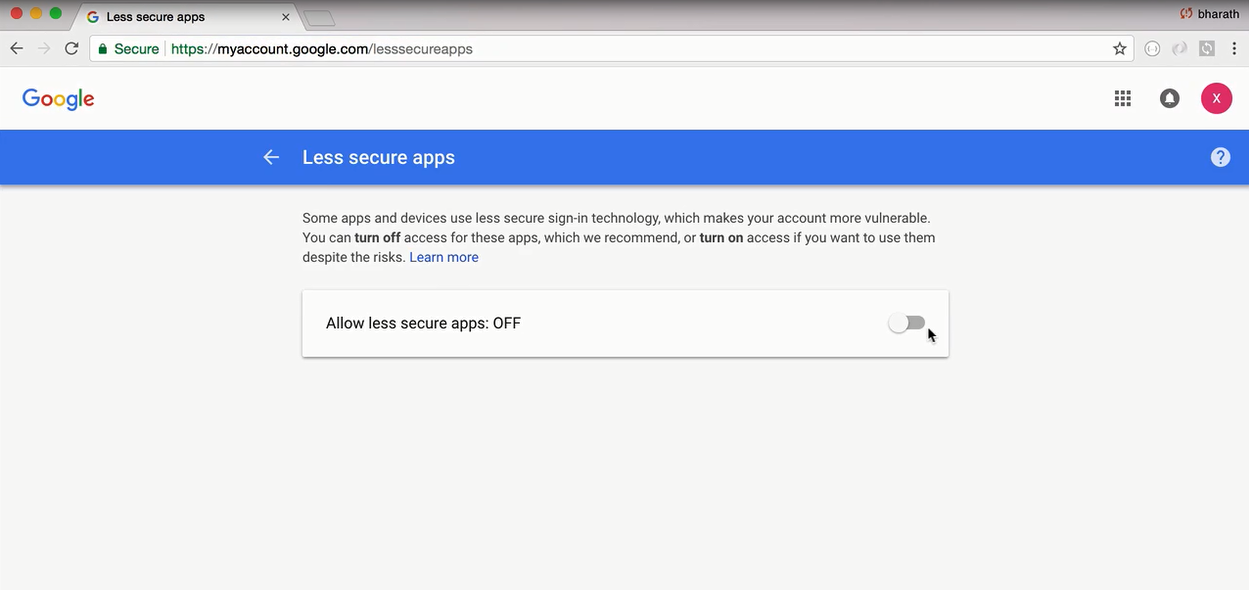 Less secure apps
bharath
Secure https://myaccount.google.com/lesssecureapps
Google
X
Less secure apps
?
Some apps and devices use less secure sign-in technology, which makes your account more vulnerable.
You can turn off access for these apps, which we recommend, or turn on access if you want to use them
despite the risks. Learn more
Allow less secure apps: OFF